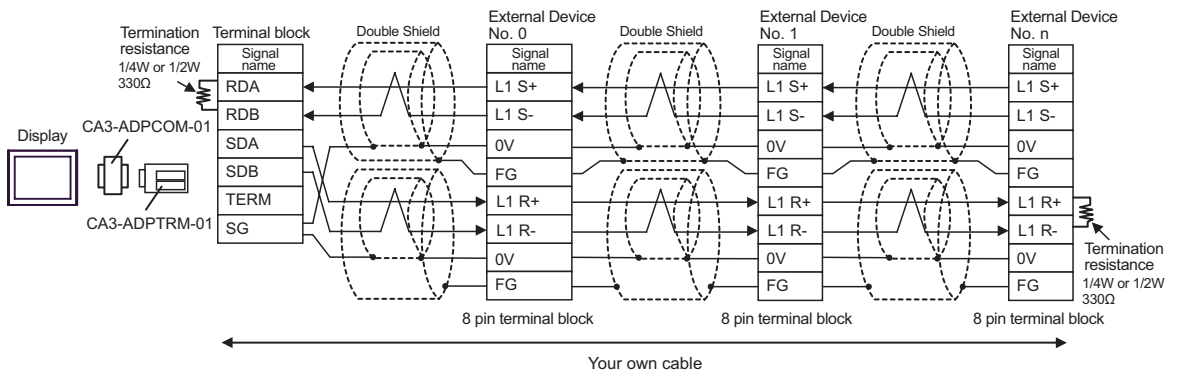 Termination
resistance
1/4W or 1/2W
330Ω
Display
CA3-ADPCOM-01
CA3-ADPTRM-01
Terminal block
Signal
name
RDA
RDB
SDA
SDB
TERM
SG
Double Shield
External Device
No. 0
Signal
name
L1 S+
L1 S-
0V
FG
L1 R+
L1 R-
0V
FG
8 pin terminal block
Double Shield
External Device
No. 1
Signal
name
L1 S+
L1 S-
0V
FG
L1 R+
L1 R-
0V
FG
8 pin terminal block
Double Shield
External Device
No. n
Signal
name
L1 S+
L1 S-
0V
FG
L1 R+
L1 R-
0V
FG
8 pin terminal block
Termination
resistance
1/4W or 1/2W
330Ω
Your own cable